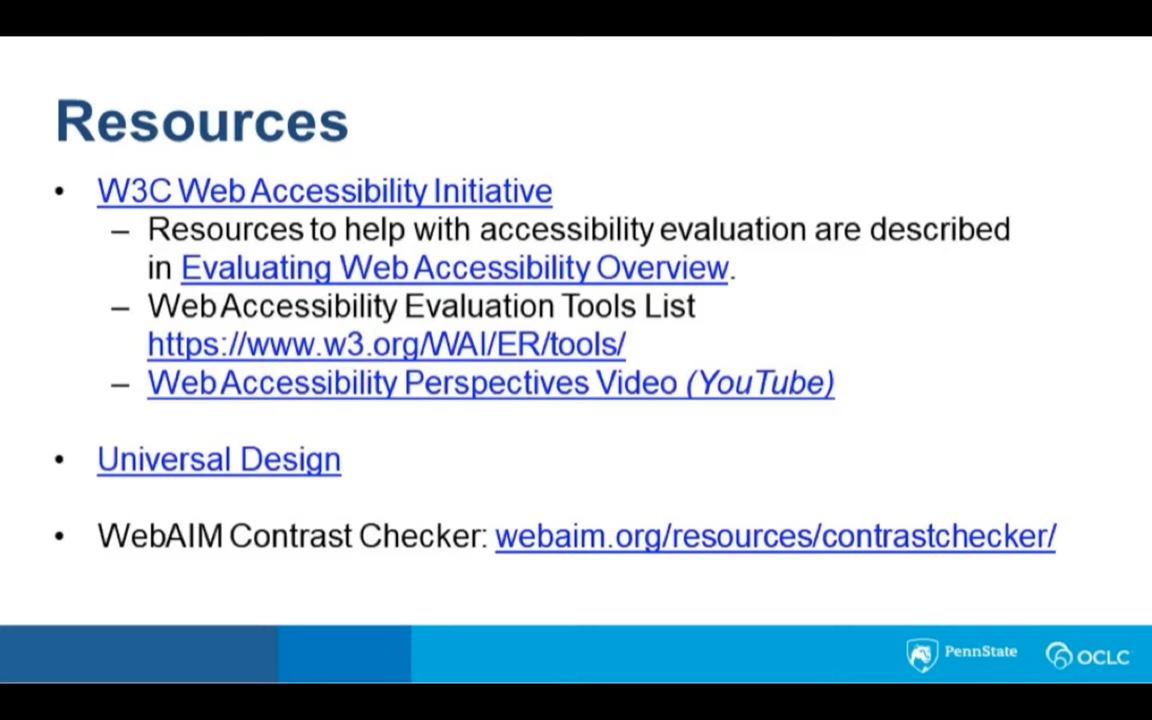 Resources
• W3C Web Accessibility Initiative
– Resources to help with accessibility evaluation are described
in Evaluating Web Accessibility Overview.
– Web Accessibility Evaluation Tools List
https://www.w3.org/WAI/ER/tools/
– Web Accessibility Perspectives Video (YouTube)
• Universal Design
• WebAIM Contrast Checker: webaim.org/resources/contrastchecker/
PennState OCLC